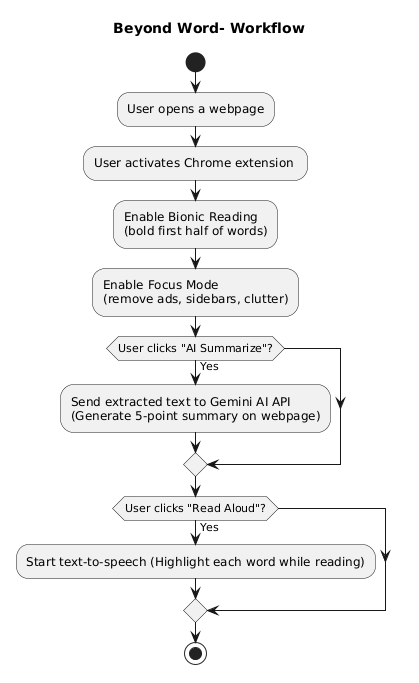 Beyond Word- Workflow
User opens a webpage
User activates Chrome extension
Enable Bionic Reading
(bold first half of words)
Enable Focus Mode
(remove ads, sidebars, clutter)
User clicks "AI Summarize"?
Yes
Send extracted text to Gemini AI API
(Generate 5-point summary on webpage)
User clicks "Read Aloud"?
Yes
Start text-to-speech (Highlight each word while reading)